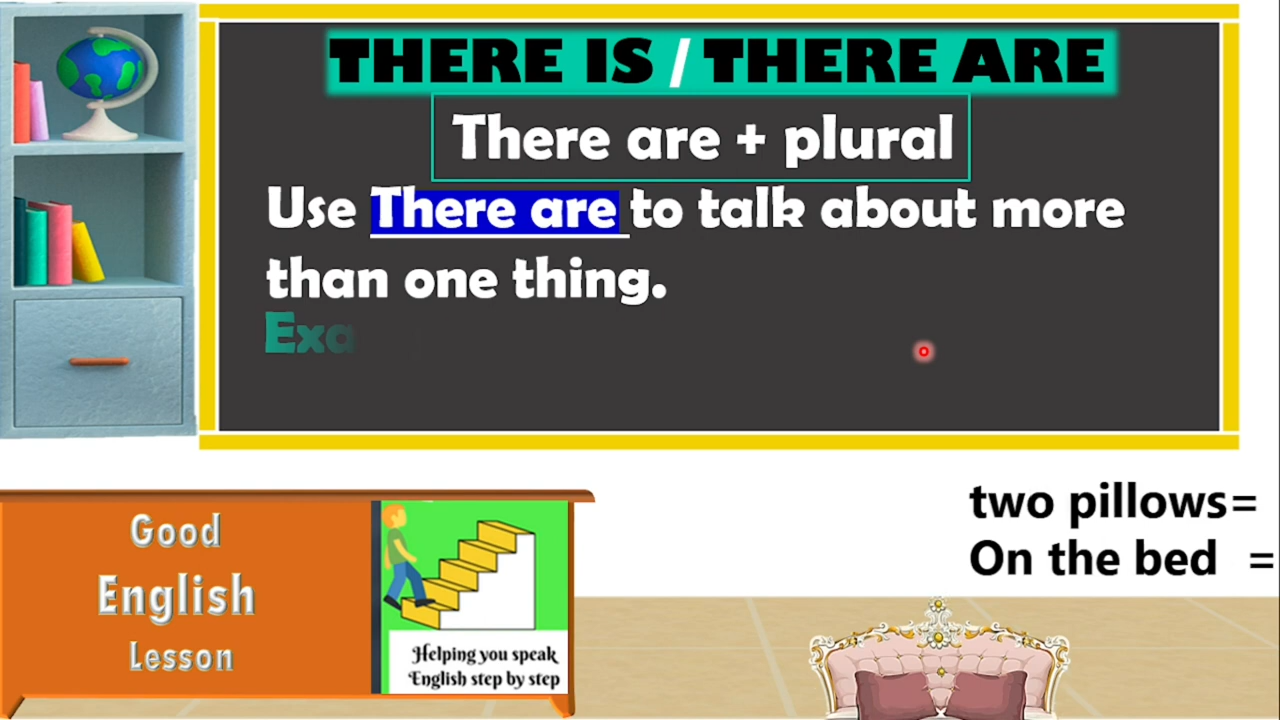 THERE IS / THERE ARE
There are + plural
Use There are to talk about more
than one thing.
two pillows=
On the bed =
Good
English
Lesson
Helping you speak
English step by step